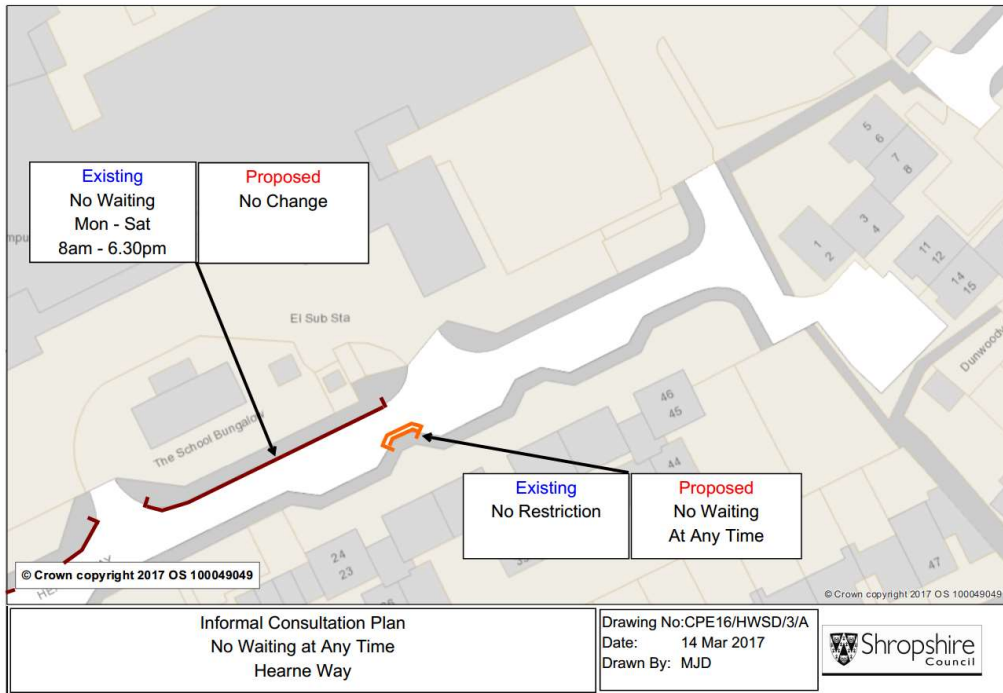 Existing
No Waiting
Mon - Sat
8am - 6.30pm
Proposed
No Change
El Sub Sta
The School Bungalow
5
6
7
8
3
4
1
2
11
12
14
15
46
45
44
24
23
47
Existing
No Restriction
Proposed
No Waiting
At Any Time
© Crown copyright 2017 OS 100049049
© Crown copyright 2017 OS 100049049
Informal Consultation Plan
No Waiting at Any Time
Hearne Way
Drawing No:CPE16/HWSD/3/A
Date: 14 Mar 2017
Drawn By: MJD
Shropshire
Council